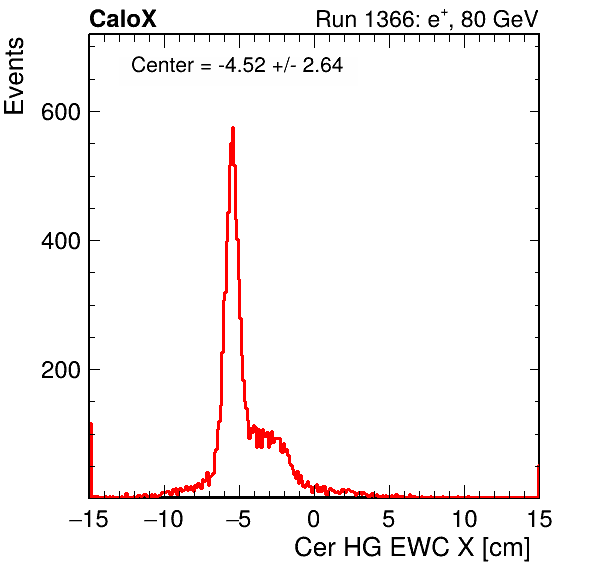 CaloX Run 1366: e⁺, 80 GeV
Center = -4.52 +/- 2.64
Events
600
400
200
−15 −10 −5 0 5 10 15
Cer HG EWC X [cm]